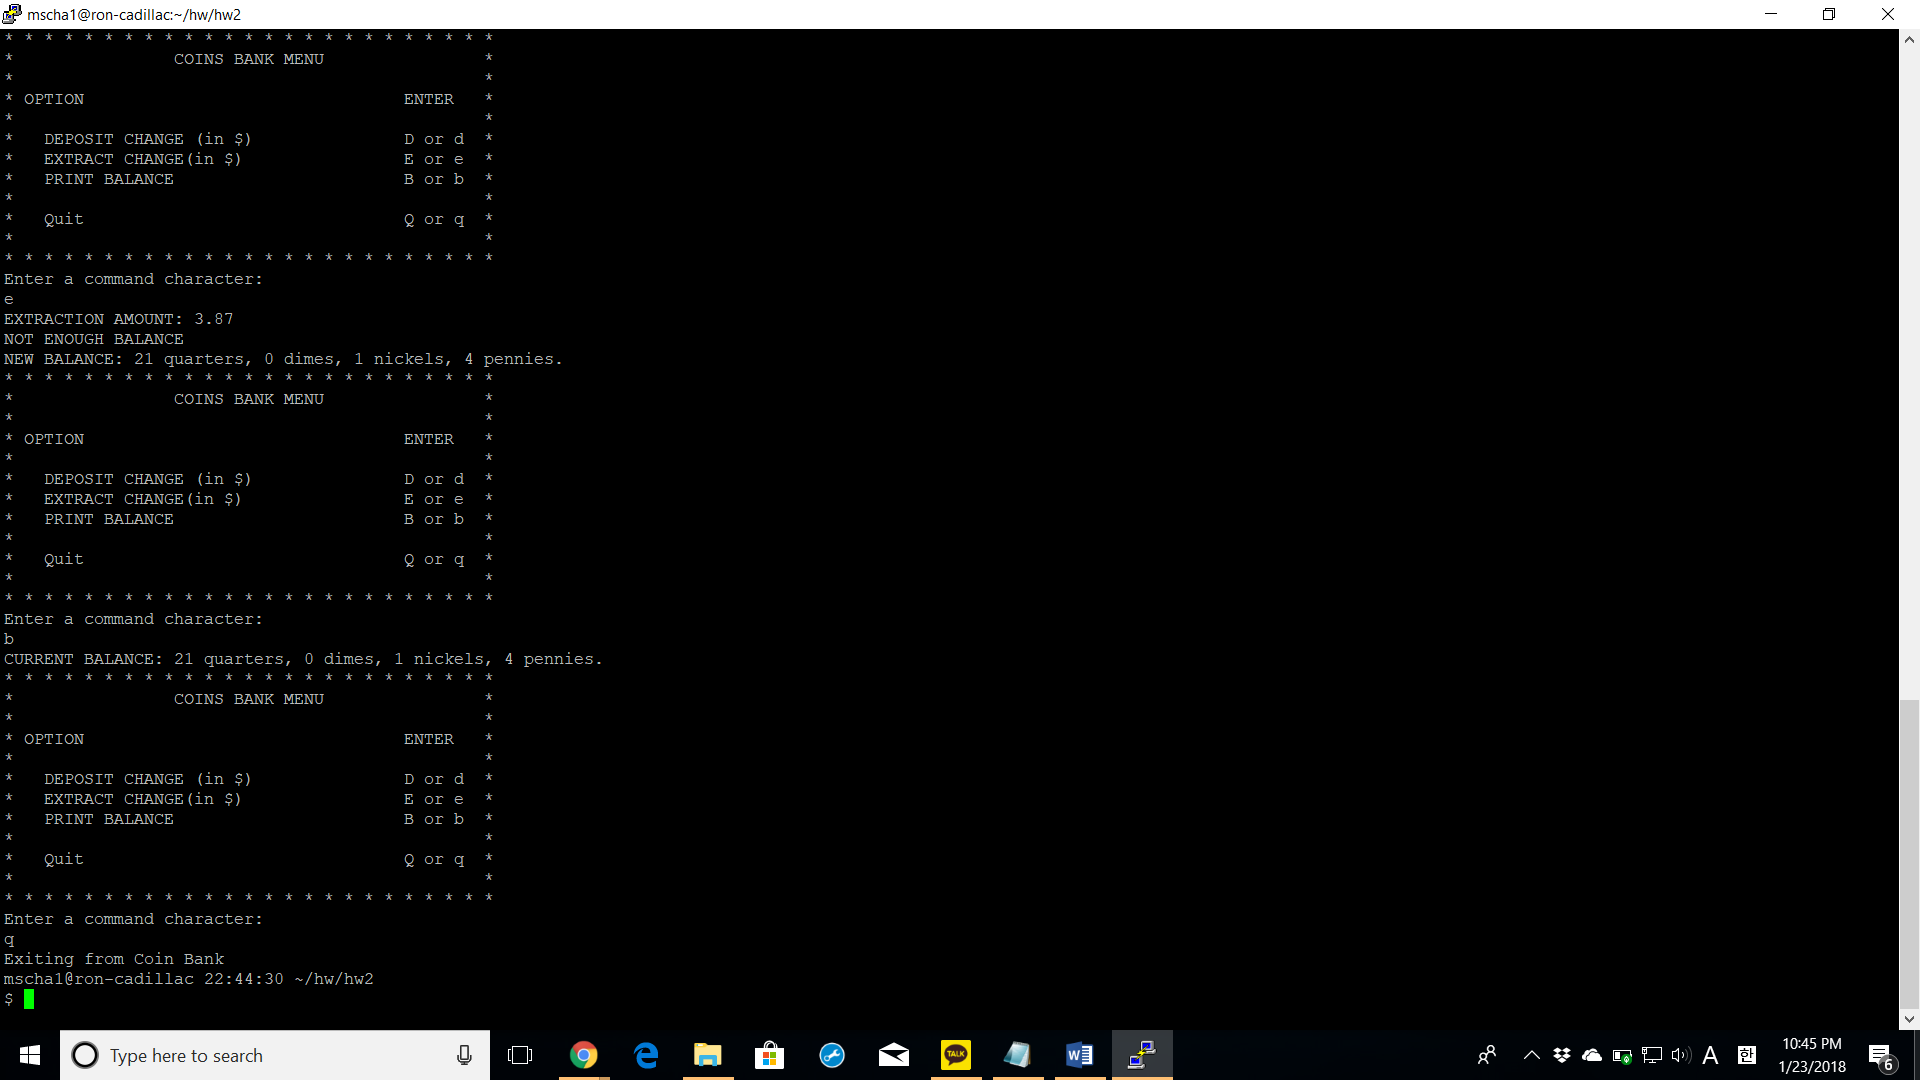 mscha1@ron-cadillac:~/hw/hw2
* * * * * * * * * * * * * * * * * * * * * * * * *
*                COINS BANK MENU                *
*                                               *
* OPTION                                ENTER   *
*                                               *
*   DEPOSIT CHANGE (in $)               D or d  *
*   EXTRACT CHANGE(in $)                E or e  *
*   PRINT BALANCE                       B or b  *
*                                               *
*   Quit                                Q or q  *
*                                               *
* * * * * * * * * * * * * * * * * * * * * * * * *
Enter a command character:
e
EXTRACTION AMOUNT: 3.87
NOT ENOUGH BALANCE
NEW BALANCE: 21 quarters, 0 dimes, 1 nickels, 4 pennies.
* * * * * * * * * * * * * * * * * * * * * * * * *
*                COINS BANK MENU                *
*                                               *
* OPTION                                ENTER   *
*                                               *
*   DEPOSIT CHANGE (in $)               D or d  *
*   EXTRACT CHANGE(in $)                E or e  *
*   PRINT BALANCE                       B or b  *
*                                               *
*   Quit                                Q or q  *
*                                               *
* * * * * * * * * * * * * * * * * * * * * * * * *
Enter a command character:
b
CURRENT BALANCE: 21 quarters, 0 dimes, 1 nickels, 4 pennies.
* * * * * * * * * * * * * * * * * * * * * * * * *
*                COINS BANK MENU                *
*                                               *
* OPTION                                ENTER   *
*                                               *
*   DEPOSIT CHANGE (in $)               D or d  *
*   EXTRACT CHANGE(in $)                E or e  *
*   PRINT BALANCE                       B or b  *
*                                               *
*   Quit                                Q or q  *
*                                               *
* * * * * * * * * * * * * * * * * * * * * * * * *
Enter a command character:
q
Exiting from Coin Bank
mscha1@ron-cadillac 22:44:30 ~/hw/hw2
$
Type here to search
TALK
A 한
10:45 PM
1/23/2018
6